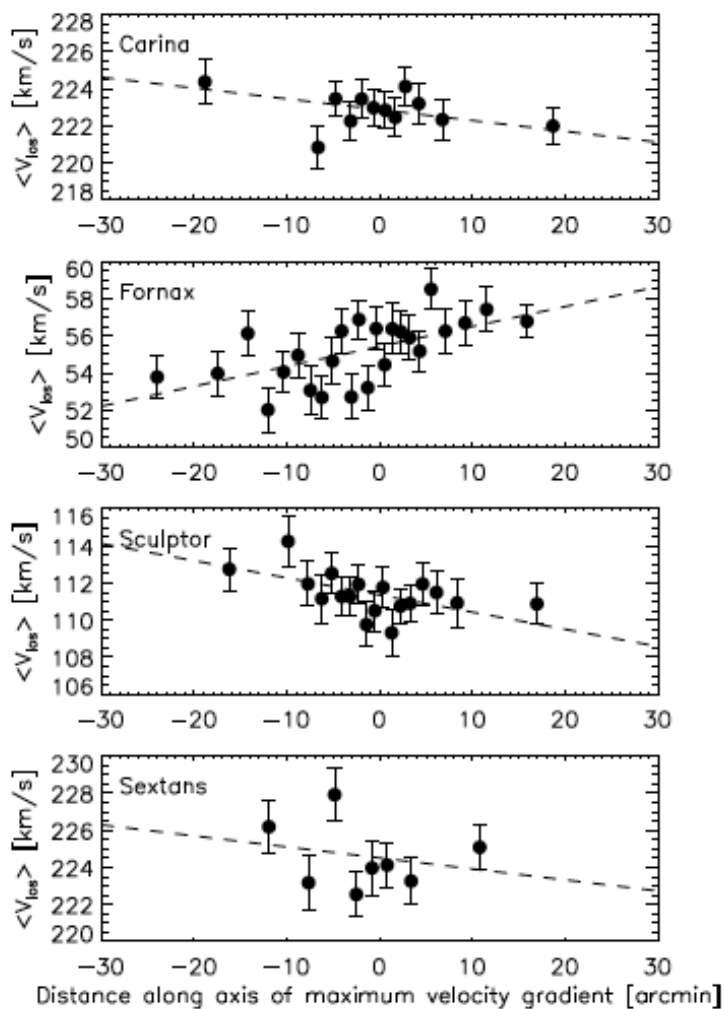 228
226
224
222
220
218
<V_los> [km/s]
Carina
−30 −20 −10 0 10 20 30
60
58
56
54
52
50
<V_los> [km/s]
Fornax
−30 −20 −10 0 10 20 30
116
114
112
110
108
106
<V_los> [km/s]
Sculptor
−30 −20 −10 0 10 20 30
230
228
226
224
222
220
<V_los> [km/s]
Sextans
−30 −20 −10 0 10 20 30
Distance along axis of maximum velocity gradient [arcmin]